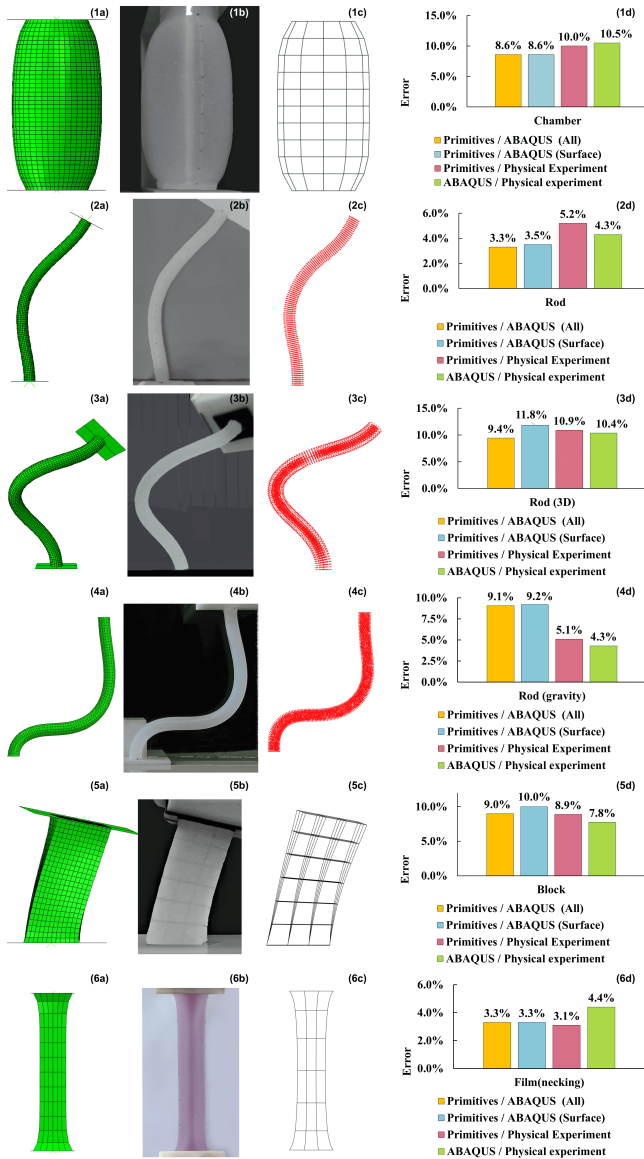 (1a)
(1b)
(1c)
(1d)
15.0%
10.0%
5.0%
0.0%
Error
8.6%
8.6%
10.0%
10.5%
Chamber
Primitives / ABAQUS (All)
Primitives / ABAQUS (Surface)
Primitives / Physical Experiment
ABAQUS / Physical experiment
(2a)
(2b)
(2c)
(2d)
6.0%
4.0%
2.0%
0.0%
Error
3.3%
3.5%
5.2%
4.3%
Rod
Primitives / ABAQUS (All)
Primitives / ABAQUS (Surface)
Primitives / Physical Experiment
ABAQUS / Physical experiment
(3a)
(3b)
(3c)
(3d)
15.0%
10.0%
5.0%
0.0%
Error
9.4%
11.8%
10.9%
10.4%
Rod (3D)
Primitives / ABAQUS (All)
Primitives / ABAQUS (Surface)
Primitives / Physical Experiment
ABAQUS / Physical experiment
(4a)
(4b)
(4c)
(4d)
10.0%
5.0%
0.0%
Error
9.1%
9.2%
5.1%
4.3%
Rod (gravity)
Primitives / ABAQUS (All)
Primitives / ABAQUS (Surface)
Primitives / Physical Experiment
ABAQUS / Physical experiment
(5a)
(5b)
(5c)
(5d)
10.0%
5.0%
0.0%
Error
9.0%
10.0%
8.9%
7.8%
Block
Primitives / ABAQUS (All)
Primitives / ABAQUS (Surface)
Primitives / Physical Experiment
ABAQUS / Physical experiment
(6a)
(6b)
(6c)
(6d)
6.0%
4.0%
2.0%
0.0%
Error
3.3%
3.3%
3.1%
4.4%
Film(necking)
Primitives / ABAQUS (All)
Primitives / ABAQUS (Surface)
Primitives / Physical Experiment
ABAQUS / Physical experiment